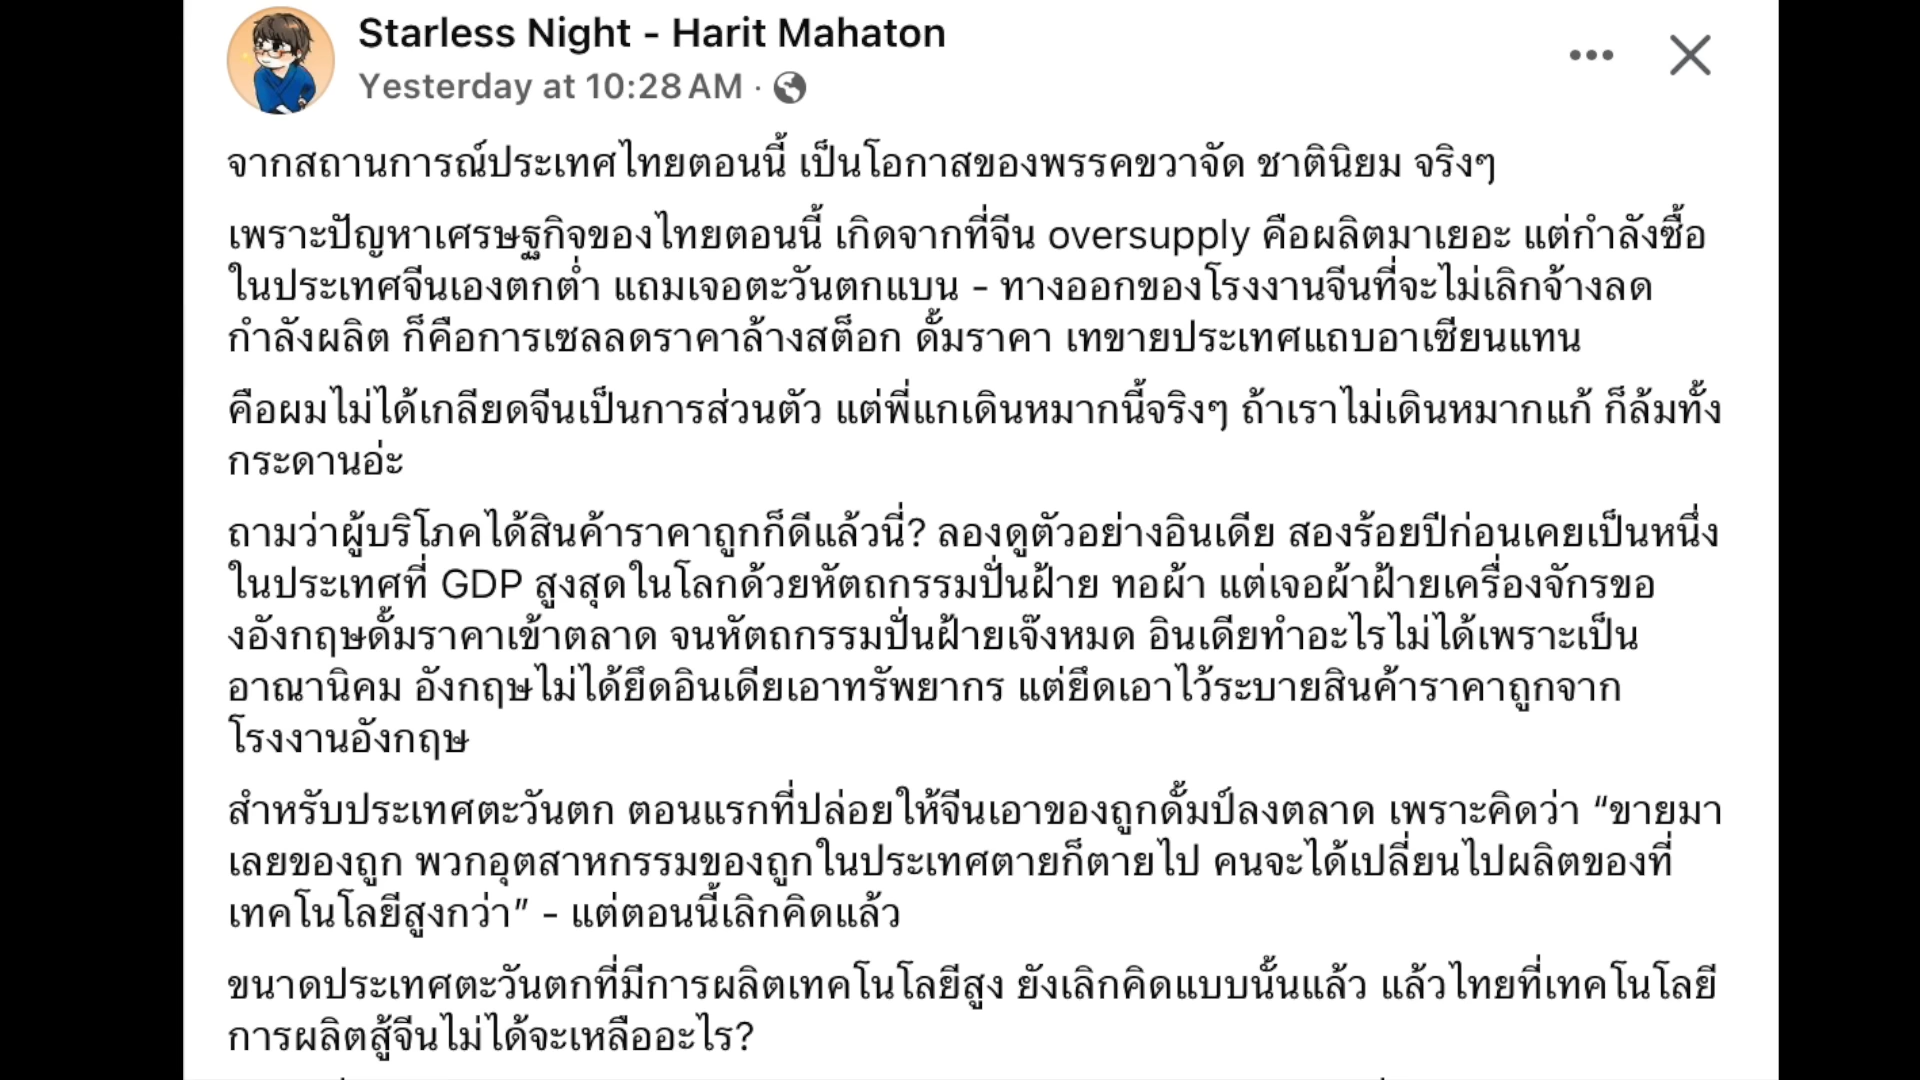 Starless Night - Harit Mahaton
Yesterday at 10:28 AM ·
จากสถานการณ์ประเทศไทยตอนนี้ เป็นโอกาสของพรรคขวาจัด ชาตินิยม จริงๆ
เพราะปัญหาเศรษฐกิจของไทยตอนนี้ เกิดจากที่จีน oversupply คือผลิตมาเยอะ แต่กำลังซื้อ
ในประเทศจีนเองตกต่ำ แถมเจอตะวันตกแบน - ทางออกของโรงงานจีนที่จะไม่เลิกจ้างลด
กำลังผลิต ก็คือการเซลลดราคาล้างสต็อก ดั้มราคา เทขายประเทศแถบอาเซียนแทน
คือผมไม่ได้เกลียดจีนเป็นการส่วนตัว แต่พี่แกเดินหมากนี้จริงๆ ถ้าเราไม่เดินหมากแก้ ก็ล้มทั้ง
กระดานอ่ะ
ถามว่าผู้บริโภคได้สินค้าราคาถูกก็ดีแล้วนี่? ลองดูตัวอย่างอินเดีย สองร้อยปีก่อนเคยเป็นหนึ่ง
ในประเทศที่ GDP สูงสุดในโลกด้วยหัตถกรรมปั่นฝ้าย ทอผ้า แต่เจอผ้าฝ้ายเครื่องจักรขอ
งอังกฤษดั้มราคาเข้าตลาด จนหัตถกรรมปั่นฝ้ายเจ๊งหมด อินเดียทำอะไรไม่ได้เพราะเป็น
อาณานิคม อังกฤษไม่ได้ยึดอินเดียเอาทรัพยากร แต่ยึดเอาไว้ระบายสินค้าราคาถูกจาก
โรงงานอังกฤษ
สำหรับประเทศตะวันตก ตอนแรกที่ปล่อยให้จีนเอาของถูกดั้มป์ลงตลาด เพราะคิดว่า “ขายมา
เลยของถูก พวกอุตสาหกรรมของถูกในประเทศตายก็ตายไป คนจะได้เปลี่ยนไปผลิตของที่
เทคโนโลยีสูงกว่า” - แต่ตอนนี้เลิกคิดแล้ว
ขนาดประเทศตะวันตกที่มีการผลิตเทคโนโลยีสูง ยังเลิกคิดแบบนั้นแล้ว แล้วไทยที่เทคโนโลยี
การผลิตสู้จีนไม่ได้จะเหลืออะไร?